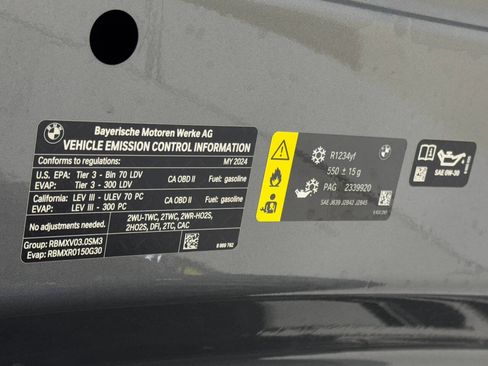 Bayerische Motoren Werke AG
VEHICLE EMISSION CONTROL INFORMATION
Conforms to regulations: MY 2024
U.S. EPA: Tier 3 - Bin 70 LDV CA OBD II Fuel: gasoline
EVAP: Tier 3 - 300 LDV
California: LEV III - ULEV 70 PC CA OBD II Fuel: gasoline
EVAP: LEV III - 300 PC
No adjustments needed. 2WU-TWC, 2TWC, 2WR-HO2S,
2HO2S, DFI, 2TC, CAC
Group: RBMXV03.0SM3
Evap: RBMXR0150G30
R1234yf
550 ± 15 g
PAG 2339920
SAE J639 J2842 J2845
SAE 0W-30